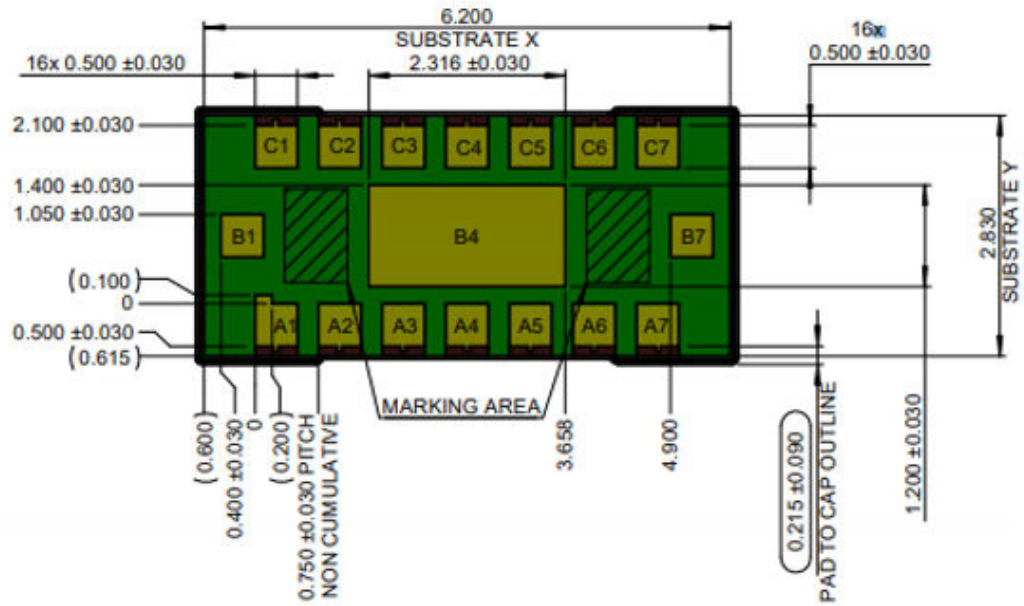 6.200
SUBSTRATE X
16x
0.500 ±0.030
16x 0.500 ±0.030
2.316 ±0.030
2.100 ±0.030
C1 C2 C3 C4 C5 C6 C7
1.400 ±0.030
1.050 ±0.030
B1 B4 B7
2.830
SUBSTRATE Y
(0.100)
0
A1 A2 A3 A4 A5 A6 A7
0.500 ±0.030
(0.615)
MARKING AREA
(0.600)
0.400 ±0.030
0
(0.200)
0.750 ±0.030 PITCH
NON CUMULATIVE
3.658
4.900
0.215 ±0.090
PAD TO CAP OUTLINE
1.200 ±0.030